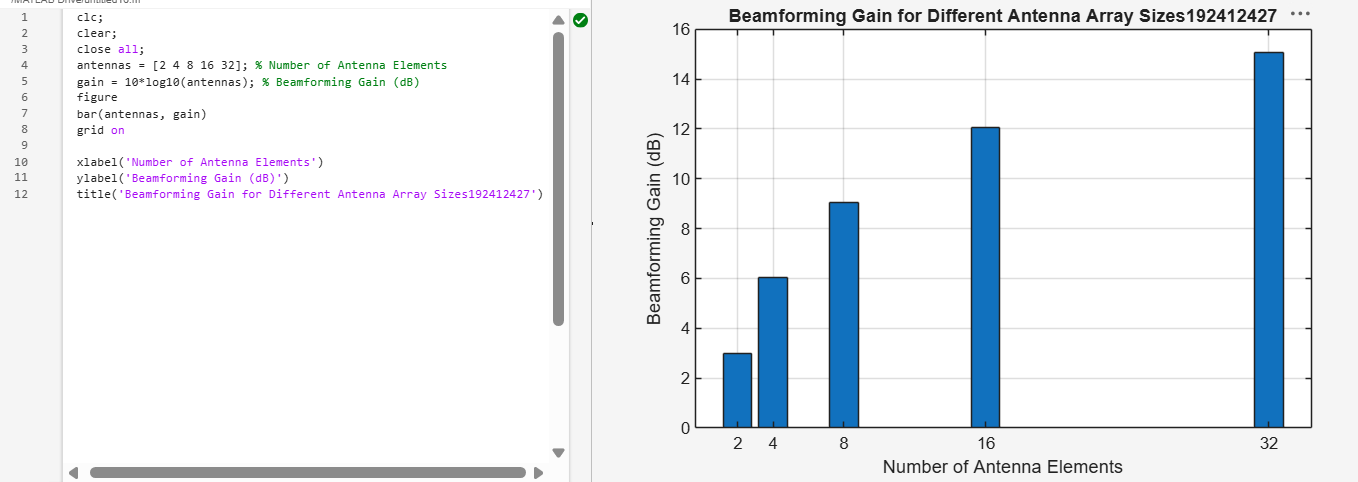 /MATLAB Drive/untitled10.m
1 clc;
2 clear;
3 close all;
4 antennas = [2 4 8 16 32]; % Number of Antenna Elements
5 gain = 10*log10(antennas); % Beamforming Gain (dB)
6 figure
7 bar(antennas, gain)
8 grid on
9
10 xlabel('Number of Antenna Elements')
11 ylabel('Beamforming Gain (dB)')
12 title('Beamforming Gain for Different Antenna Array Sizes192412427')
Beamforming Gain for Different Antenna Array Sizes192412427
Beamforming Gain (dB)
16
14
12
10
8
6
4
2
0
2 4 8 16 32
Number of Antenna Elements